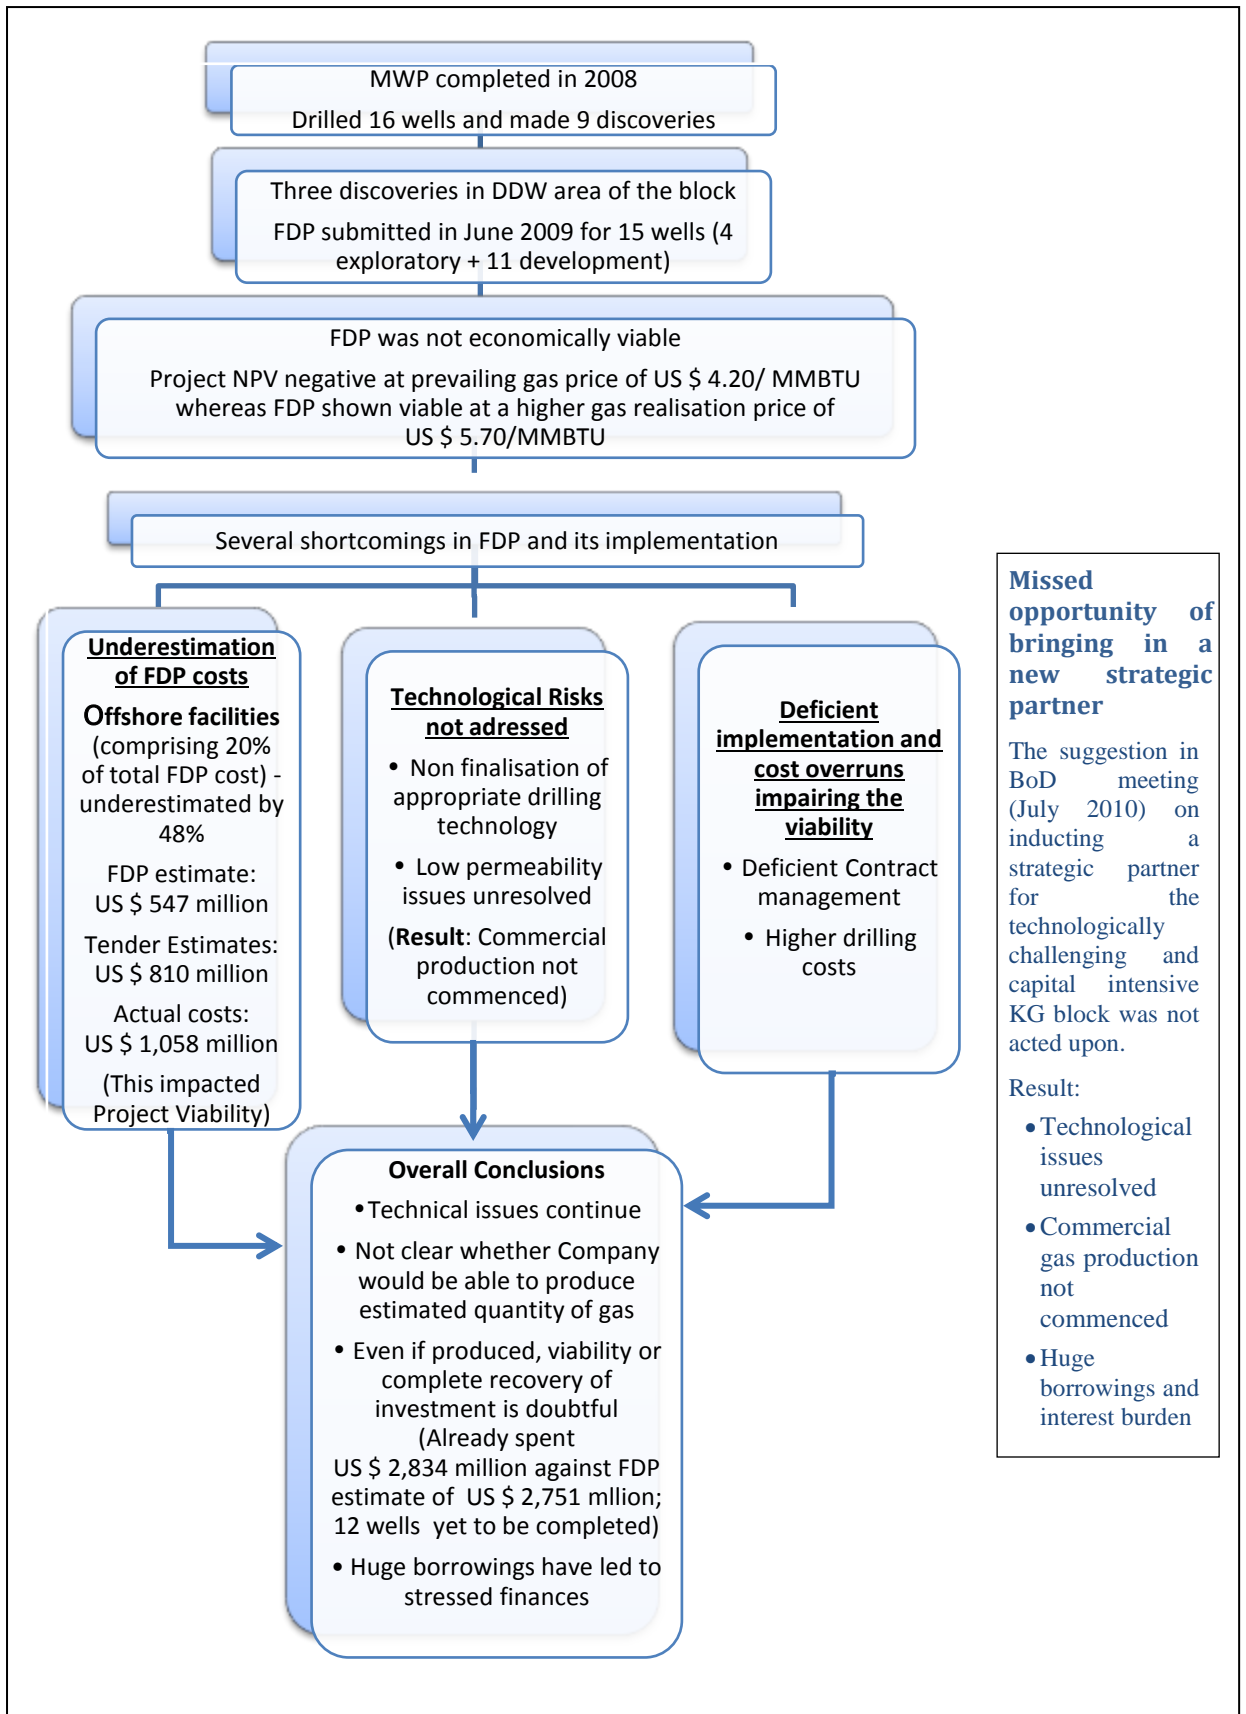 MWP completed in 2008
Drilled 16 wells and made 9 discoveries
Three discoveries in DDW area of the block
FDP submitted in June 2009 for 15 wells (4
exploratory + 11 development)
FDP was not economically viable
Project NPV negative at prevailing gas price of US $ 4.20/ MMBTU
whereas FDP shown viable at a higher gas realisation price of
US $ 5.70/MMBTU
Several shortcomings in FDP and its implementation
Underestimation
of FDP costs
Offshore facilities
(comprising 20%
of total FDP cost) -
underestimated by
48%
FDP estimate:
US $ 547 million
Tender Estimates:
US $ 810 million
Actual costs:
US $ 1,058 million
(This impacted
Project Viability)
Technological Risks
not adressed
• Non finalisation of
appropriate drilling
technology
• Low permeability
issues unresolved
(Result: Commercial
production not
commenced)
Deficient
implementation and
cost overruns
impairing the
viability
• Deficient Contract
management
• Higher drilling
costs
Overall Conclusions
•Technical issues continue
• Not clear whether Company
would be able to produce
estimated quantity of gas
• Even if produced, viability or
complete recovery of
investment is doubtful
(Already spent
US $ 2,834 million against FDP
estimate of US $ 2,751 mllion;
12 wells yet to be completed)
• Huge borrowings have led to
stressed finances
Missed
opportunity of
bringing in a
new strategic
partner
The suggestion in
BoD meeting
(July 2010) on
inducting a
strategic partner
for the
technologically
challenging and
capital intensive
KG block was not
acted upon.
Result:
• Technological
issues
unresolved
• Commercial
gas production
not
commenced
• Huge
borrowings and
interest burden